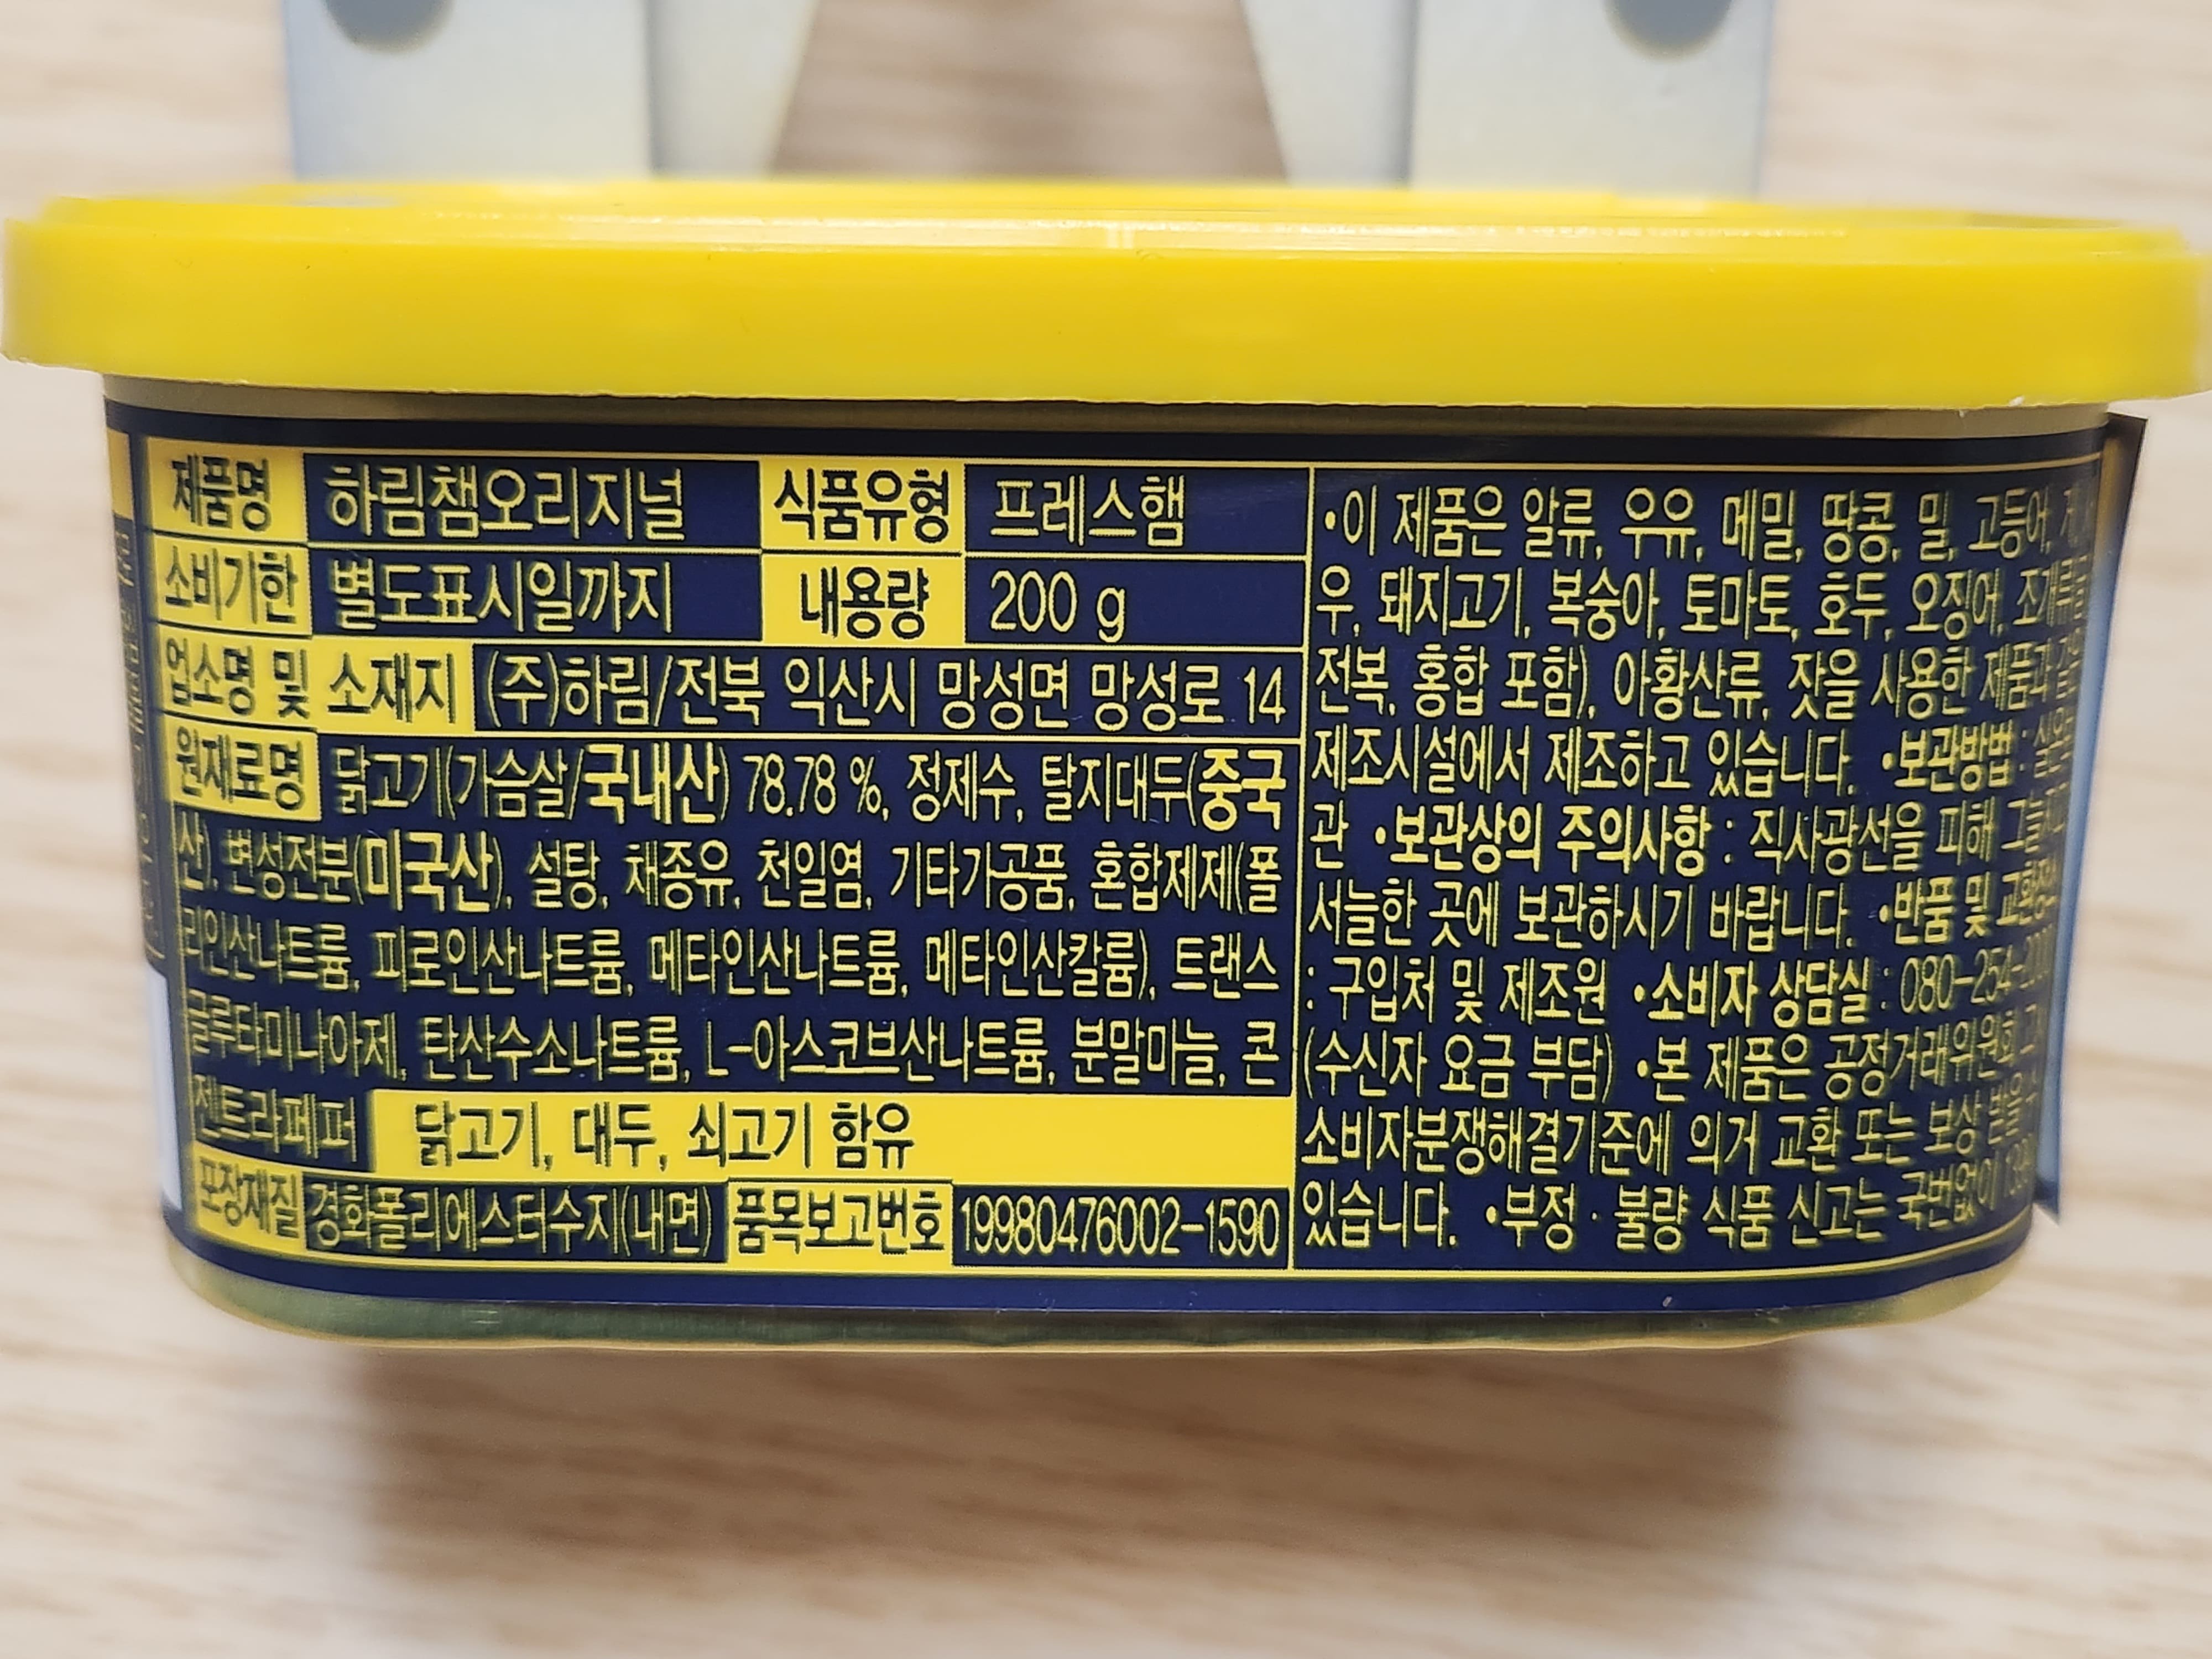 제품명 하림챔오리지널 식품유형 프레스햄
소비기한 별도표시일까지 내용량 200 g
업소명 및 소재지 (주)하림/전북 익산시 망성면 망성로 14
원재료명 닭고기(가슴살/국내산) 78.78 %, 정제수, 탈지대두(중국
산), 변성전분(미국산), 설탕, 채종유, 천일염, 기타가공품, 혼합제제(폴
리인산나트륨, 피로인산나트륨, 메타인산나트륨, 메타인산칼륨), 트랜스
글루타미나아제, 탄산수소나트륨, L-아스코브산나트륨, 분말마늘, 콘
젠트라페퍼 닭고기, 대두, 쇠고기 함유
포장재질 경화폴리에스터수지(내면) 품목보고번호 19980476002-1590
•이 제품은 알류, 우유, 메밀, 땅콩, 밀, 고등어,
우, 돼지고기, 복숭아, 토마토, 호두, 오징어,
전복, 홍합 포함), 아황산류, 잣을 사용한 제품과
제조시설에서 제조하고 있습니다. •보관방법 :
관 •보관상의 주의사항 : 직사광선을 피해
서늘한 곳에 보관하시기 바랍니다. •반품 및
: 구입처 및 제조원 •소비자 상담실 :
(수신자 요금 부담) •본 제품은 공정거래위원회
소비자분쟁해결기준에 의거 교환 또는 보상
있습니다. •부정 · 불량 식품 신고는 국번없이